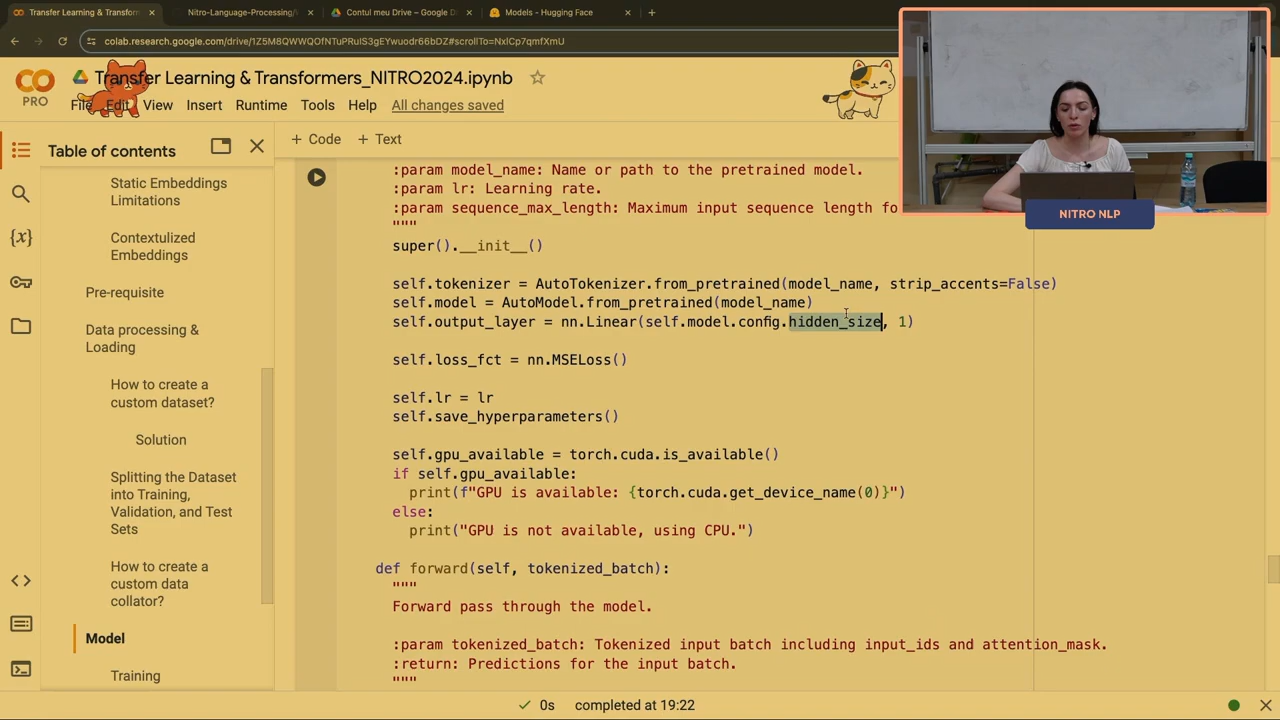 Transfer Learning & Transform
Nitro-Language-Processing/
Contul meu Drive – Google D
Models - Hugging Face
colab.research.google.com/drive/1Z5M8QWWQOfNTuPRulS3gEYwuodr66bDZ#scrollTo=NxlCp7qmfXmU
CO
PRO
Transfer Learning & Transformers_NITRO2024.ipynb
File Edit View Insert Runtime Tools Help All changes saved
+ Code + Text
Table of contents
Static Embeddings
Limitations
Contextulized
Embeddings
Pre-requisite
Data processing &
Loading
How to create a
custom dataset?
Solution
Splitting the Dataset
into Training,
Validation, and Test
Sets
How to create a
custom data
collator?
Model
Training
:param model_name: Name or path to the pretrained model.
:param lr: Learning rate.
:param sequence_max_length: Maximum input sequence length fo
"""
super().__init__()
self.tokenizer = AutoTokenizer.from_pretrained(model_name, strip_accents=False)
self.model = AutoModel.from_pretrained(model_name)
self.output_layer = nn.Linear(self.model.config.hidden_size, 1)
self.loss_fct = nn.MSELoss()
self.lr = lr
self.save_hyperparameters()
self.gpu_available = torch.cuda.is_available()
if self.gpu_available:
print(f"GPU is available: {torch.cuda.get_device_name(0)}")
else:
print("GPU is not available, using CPU.")
def forward(self, tokenized_batch):
"""
Forward pass through the model.
:param tokenized_batch: Tokenized input batch including input_ids and attention_mask.
:return: Predictions for the input batch.
"""
NITRO NLP
0s completed at 19:22